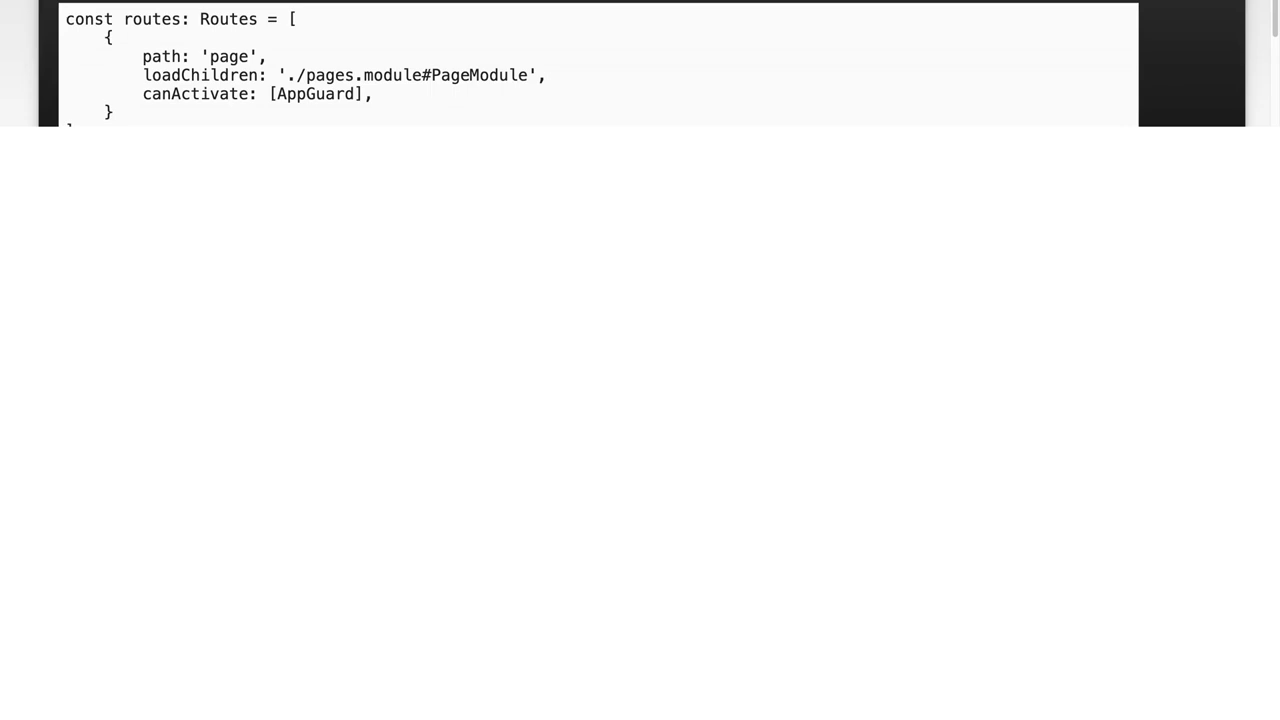 const routes: Routes = [
    {
        path: 'page',
        loadChildren: './pages.module#PageModule',
        canActivate: [AppGuard],
    }